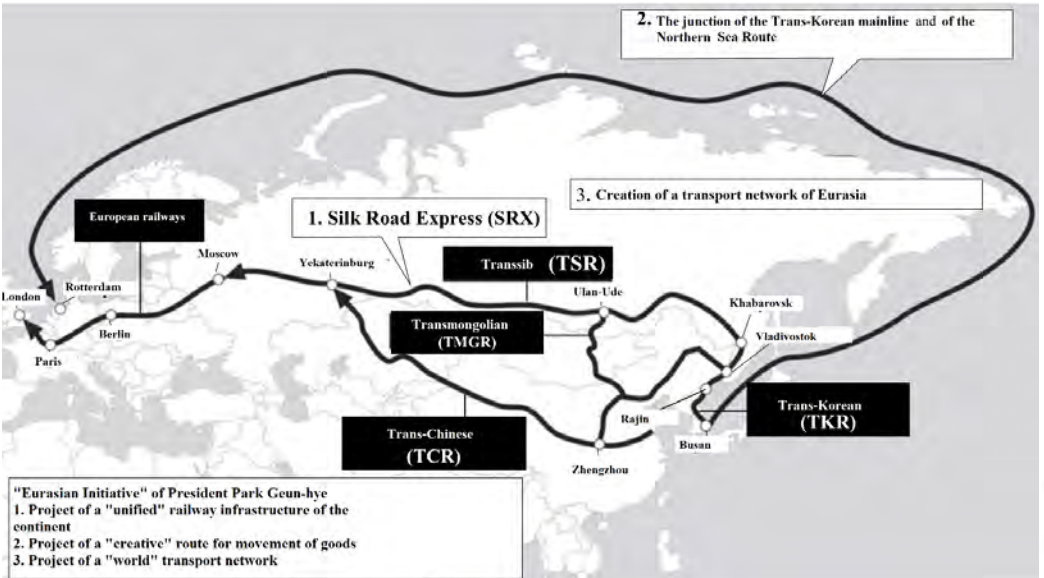 2. The junction of the Trans-Korean mainline and of the
Northern Sea Route
3. Creation of a transport network of Eurasia
European railways
1. Silk Road Express (SRX)
Moscow
Yekaterinburg
Transsib (TSR)
Ulan-Ude
London
Rotterdam
Khabarovsk
Berlin
Transmongolian
(TMGR)
Vladivostok
Paris
Rajin
Trans-Korean
(TKR)
Trans-Chinese
(TCR)
Busan
Zhengzhou
"Eurasian Initiative" of President Park Geun-hye
1. Project of a "unified" railway infrastructure of the
continent
2. Project of a "creative" route for movement of goods
3. Project of a "world" transport network